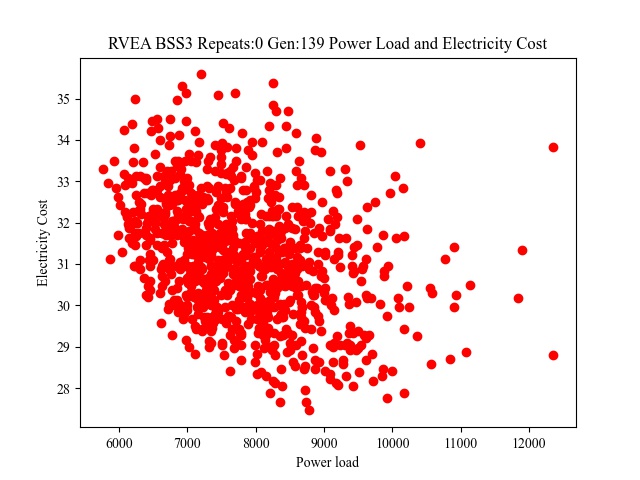 RVEA BSS3 Repeats:0 Gen:139 Power Load and Electricity Cost
35
34
33
32
31
30
29
28
Electricity Cost
6000 7000 8000 9000 10000 11000 12000
Power load